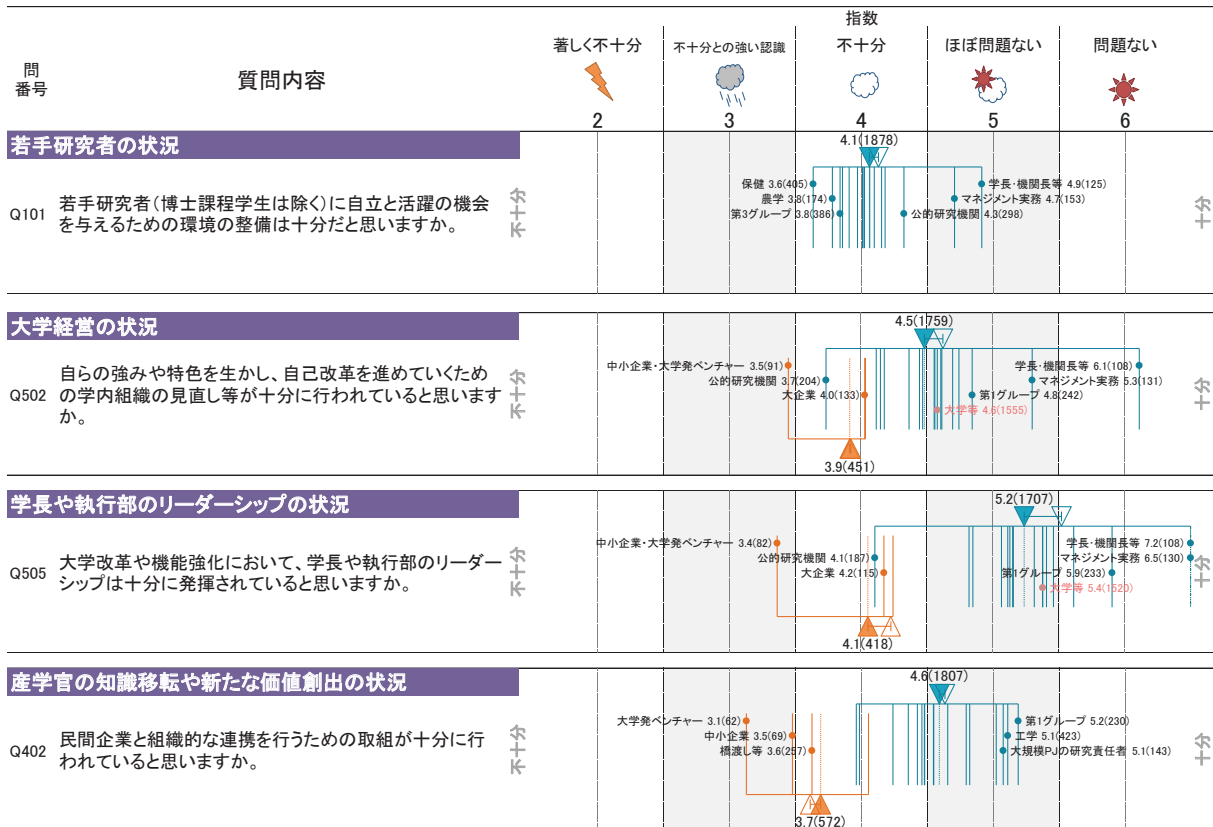 指数
著しく不十分
不十分との強い認識
不十分
ほぼ問題ない
問題ない
問
番号
質問内容
2
3
4
5
6
若手研究者の状況
4.1(1878)
Q101
若手研究者(博士課程学生は除く)に自立と活躍の機会
を与えるための環境の整備は十分だと思いますか。
不十分
保健 3.6(405)
農学 3.8(174)
第3グループ 3.8(386)
学長・機関長等 4.9(125)
マネジメント実務 4.7(153)
公的研究機関 4.3(298)
十分
大学経営の状況
4.5(1759)
Q502
自らの強みや特色を生かし、自己改革を進めていくため
の学内組織の見直し等が十分に行われていると思います
か。
不十分
中小企業・大学発ベンチャー 3.5(91)
公的研究機関 3.7(204)
大企業 4.0(133)
学長・機関長等 6.1(108)
マネジメント実務 5.3(131)
第1グループ 4.8(242)
大学等 4.6(1555)
十分
3.9(451)
学長や執行部のリーダーシップの状況
5.2(1707)
Q505
大学改革や機能強化において、学長や執行部のリーダー
シップは十分に発揮されていると思いますか。
不十分
中小企業・大学発ベンチャー 3.4(82)
公的研究機関 4.1(187)
大企業 4.2(115)
学長・機関長等 7.2(108)
マネジメント実務 6.5(130)
第1グループ 5.9(233)
大学等 5.4(1520)
十分
4.1(418)
産学官の知識移転や新たな価値創出の状況
4.6(1807)
Q402
民間企業と組織的な連携を行うための取組が十分に行
われていると思いますか。
不十分
大学発ベンチャー 3.1(62)
中小企業 3.5(69)
橋渡し等 3.6(257)
第1グループ 5.2(230)
工学 5.1(423)
大規模PJの研究責任者 5.1(143)
十分
3.7(572)